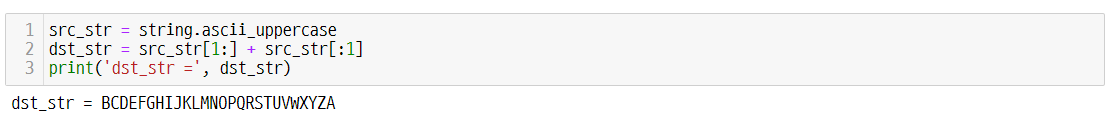 1 src_str = string.ascii_uppercase
2 dst_str = src_str[1:] + src_str[:1]
3 print('dst_str =', dst_str)
dst_str = BCDEFGHIJKLMNOPQRSTUVWXYZA